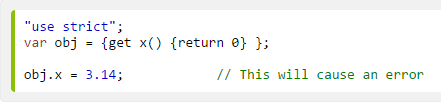 "use strict";
var obj = {get x() {return 0} };
obj.x = 3.14;            // This will cause an error